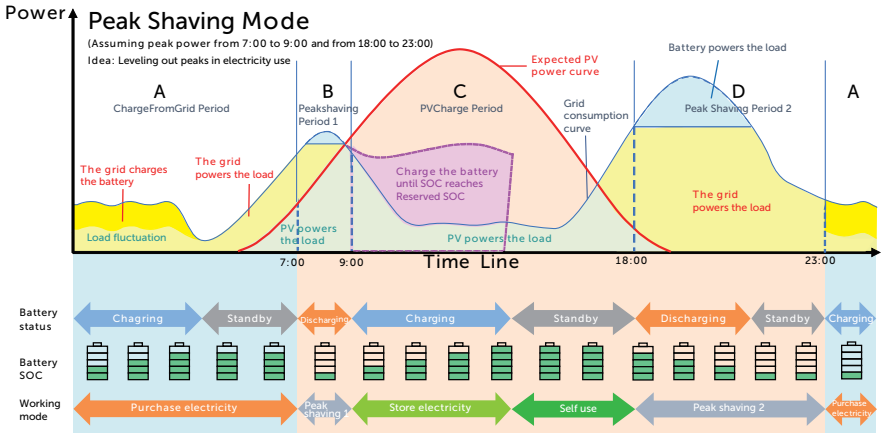 Power
Peak Shaving Mode
(Assuming peak power from 7:00 to 9:00 and from 18:00 to 23:00)
Idea: Leveling out peaks in electricity use
A
ChargeFromGrid Period
B
Peakshaving
Period 1
C
PVCharge Period
Expected PV
power curve
Grid
consumption
curve
Battery powers the load
D
Peak Shaving Period 2
A
The grid charges
the battery
The grid
powers the load
Charge the battery
until SOC reaches
Reserved SOC
The grid
powers the load
Load fluctuation
PV powers
the load
PV powers the load
7:00
9:00
Time Line
18:00
23:00
Battery
status
Chagring
Standby
Discharging
Charging
Standby
Discharging
Standby
Charging
Battery
SOC
Working
mode
Purchase electricity
Peak
shaving 1
Store electricity
Self use
Peak shaving 2
Purchase
electricity